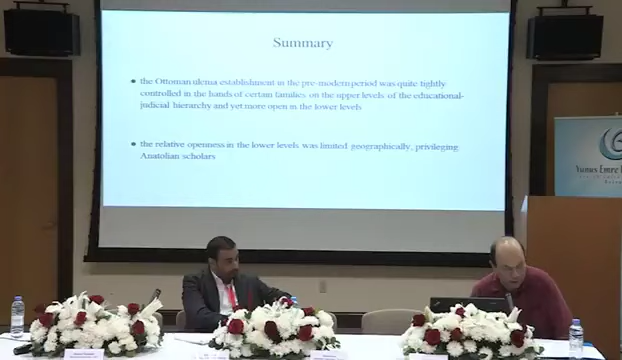 Summary
• the Ottoman ulema establishment in the pre-modern period was quite tightly
controlled in the hands of certain families on the upper levels of the educational-
judicial hierarchy and yet more open in the lower levels
• the relative openness in the lower levels was limited geographically, privileging
Anatolian scholars
Yunus Emre